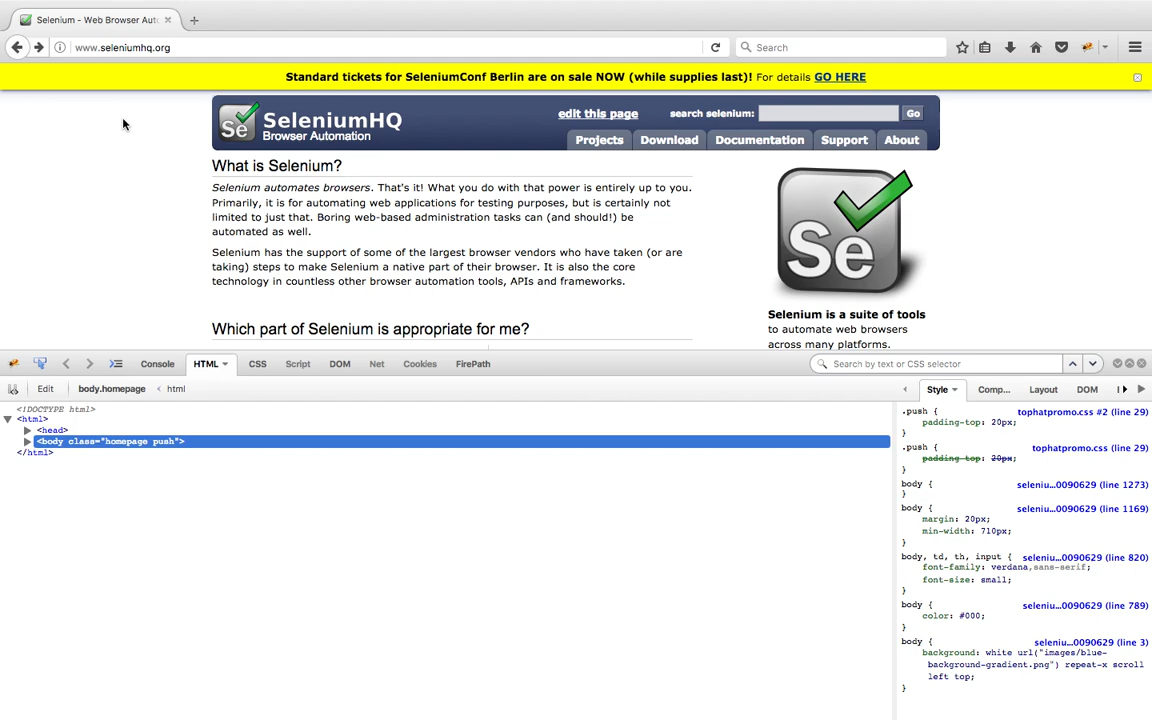 Selenium - Web Browser Auto
www.seleniumhq.org
Search
Standard tickets for SeleniumConf Berlin are on sale NOW (while supplies last)! For details GO HERE
Se
SeleniumHQ
Browser Automation
edit this page
search selenium:
Go
Projects
Download
Documentation
Support
About
What is Selenium?
Selenium automates browsers. That's it! What you do with that power is entirely up to you.
Primarily, it is for automating web applications for testing purposes, but is certainly not
limited to just that. Boring web-based administration tasks can (and should!) be
automated as well.
Selenium has the support of some of the largest browser vendors who have taken (or are
taking) steps to make Selenium a native part of their browser. It is also the core
technology in countless other browser automation tools, APIs and frameworks.
Which part of Selenium is appropriate for me?
Se
Selenium is a suite of tools
to automate web browsers
across many platforms.
Console
HTML
CSS
Script
DOM
Net
Cookies
FirePath
Search by text or CSS selector
Edit
body.homepage < html
Style
Comp...
Layout
DOM
<!DOCTYPE html>
<html>
<head>
<body class="homepage push">
</html>
.push { tophatpromo.css #2 (line 29)
padding-top: 20px;
}
.push { tophatpromo.css (line 29)
padding-top: 20px;
}
body { seleniu...0090629 (line 1273)
}
body { seleniu...0090629 (line 1169)
margin: 20px;
min-width: 710px;
}
body, td, th, input { seleniu...0090629 (line 820)
font-family: verdana,sans-serif;
font-size: small;
}
body { seleniu...0090629 (line 789)
color: #000;
}
body { seleniu...0090629 (line 3)
background: white url("images/blue-
background-gradient.png") repeat-x scroll
left top;
}